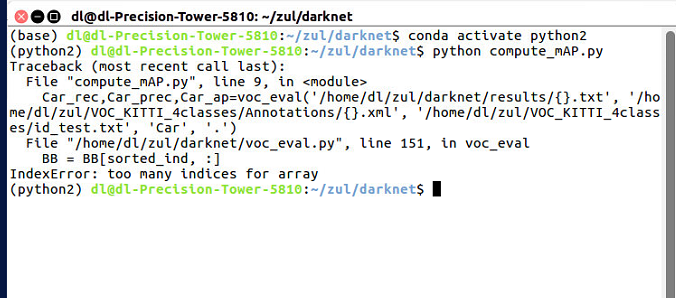 dl@dl-Precision-Tower-5810: ~/zul/darknet
(base) dl@dl-Precision-Tower-5810:~/zul/darknet$ conda activate python2
(python2) dl@dl-Precision-Tower-5810:~/zul/darknet$ python compute_mAP.py
Traceback (most recent call last):
  File "compute_mAP.py", line 9, in <module>
    Car_rec,Car_prec,Car_ap=voc_eval('/home/dl/zul/darknet/results/{}.txt', '/ho
me/dl/zul/VOC_KITTI_4classes/Annotations/{}.xml', '/home/dl/zul/VOC_KITTI_4class
es/id_test.txt', 'Car', '.')
  File "/home/dl/zul/darknet/voc_eval.py", line 151, in voc_eval
    BB = BB[sorted_ind, :]
IndexError: too many indices for array
(python2) dl@dl-Precision-Tower-5810:~/zul/darknet$